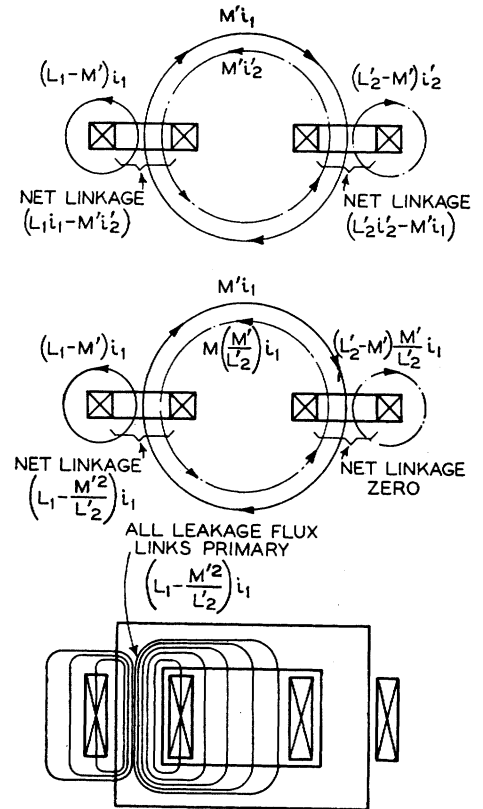 M'i₁
M'i'₂
(L₁-M')i₁
(L'₂-M')i'₂
NET LINKAGE
(L₁i₁-M'i'₂)
NET LINKAGE
(L'₂i'₂-M'i₁)
M'i₁
M(M'/L'₂)i₁
(L₁-M')i₁
(L'₂-M')M'/L'₂ i₁
NET LINKAGE
(L₁-M'²/L'₂)i₁
NET LINKAGE
ZERO
ALL LEAKAGE FLUX
LINKS PRIMARY
(L₁-M'²/L'₂)i₁